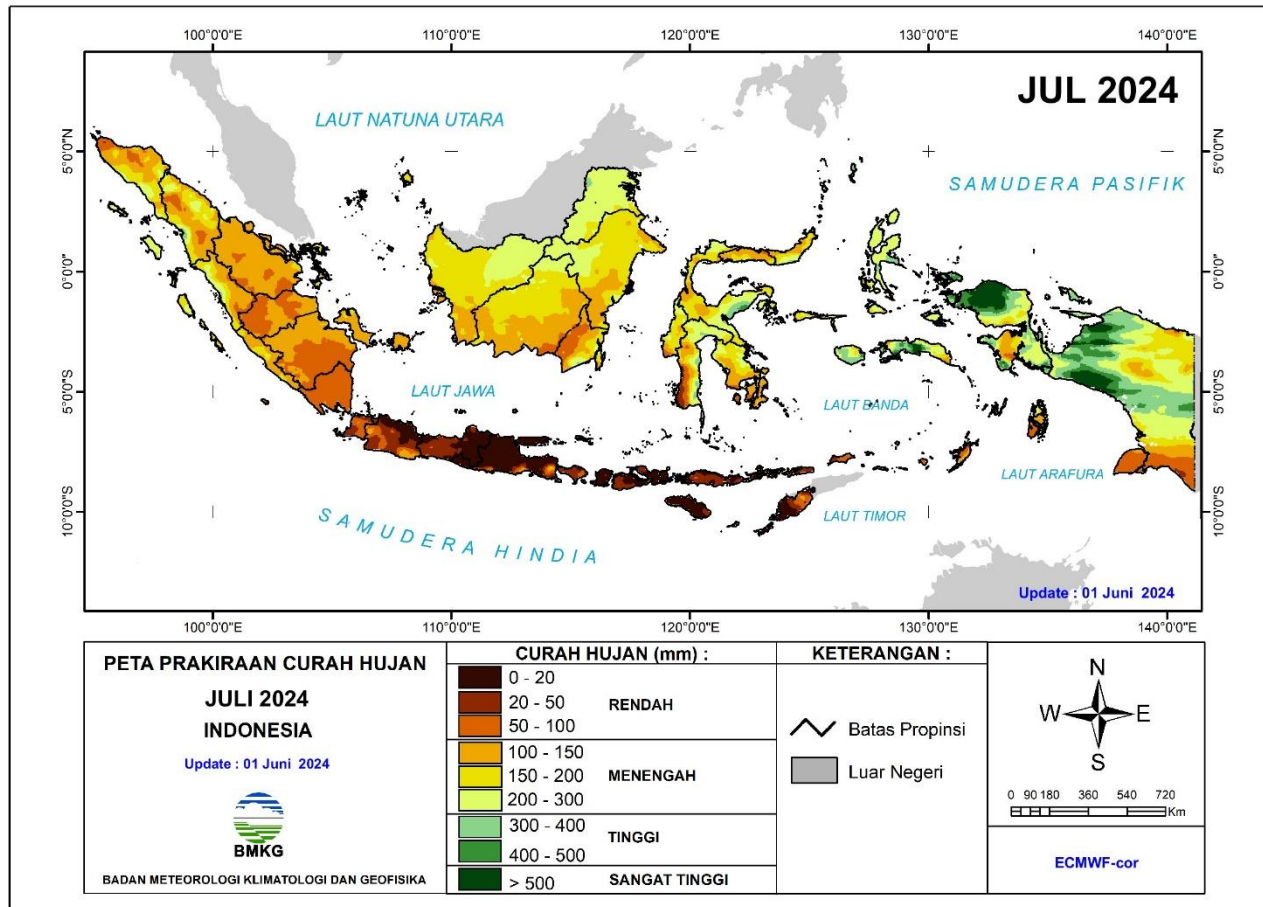 100°0'0"E 110°0'0"E 120°0'0"E 130°0'0"E 140°0'0"E
JUL 2024
LAUT NATUNA UTARA
5°0'0"N 5°0'0"N
SAMUDERA PASIFIK
0°0'0" 0°0'0"
LAUT JAWA
5°0'0"S 5°0'0"S
LAUT BANDA
LAUT ARAFURA
10°0'0"S 10°0'0"S
LAUT TIMOR
SAMUDERA HINDIA
Update : 01 Juni 2024
100°0'0"E 110°0'0"E 120°0'0"E 130°0'0"E 140°0'0"E
PETA PRAKIRAAN CURAH HUJAN
JULI 2024
INDONESIA
Update : 01 Juni 2024
BMKG
BADAN METEOROLOGI KLIMATOLOGI DAN GEOFISIKA
CURAH HUJAN (mm) :
0 - 20
20 - 50 RENDAH
50 - 100
100 - 150
150 - 200 MENENGAH
200 - 300
300 - 400 TINGGI
400 - 500
> 500 SANGAT TINGGI
KETERANGAN :
Batas Propinsi
Luar Negeri
N
W E
S
0 90 180 360 540 720
Km
ECMWF-cor